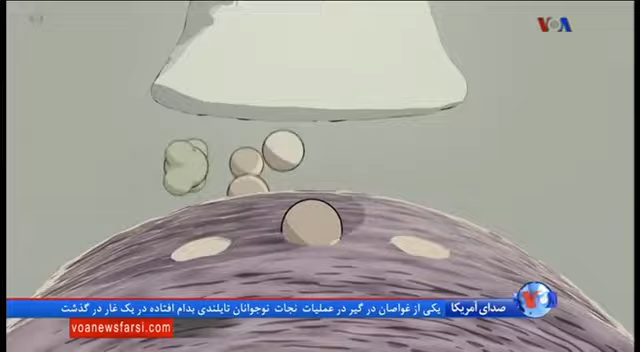 VOA
صدای آمریکا یکی از غواصان در گیر در عملیات نجات نوجوانان تایلندی بدام افتاده در یک غار در گذشت
voanewsfarsi.com